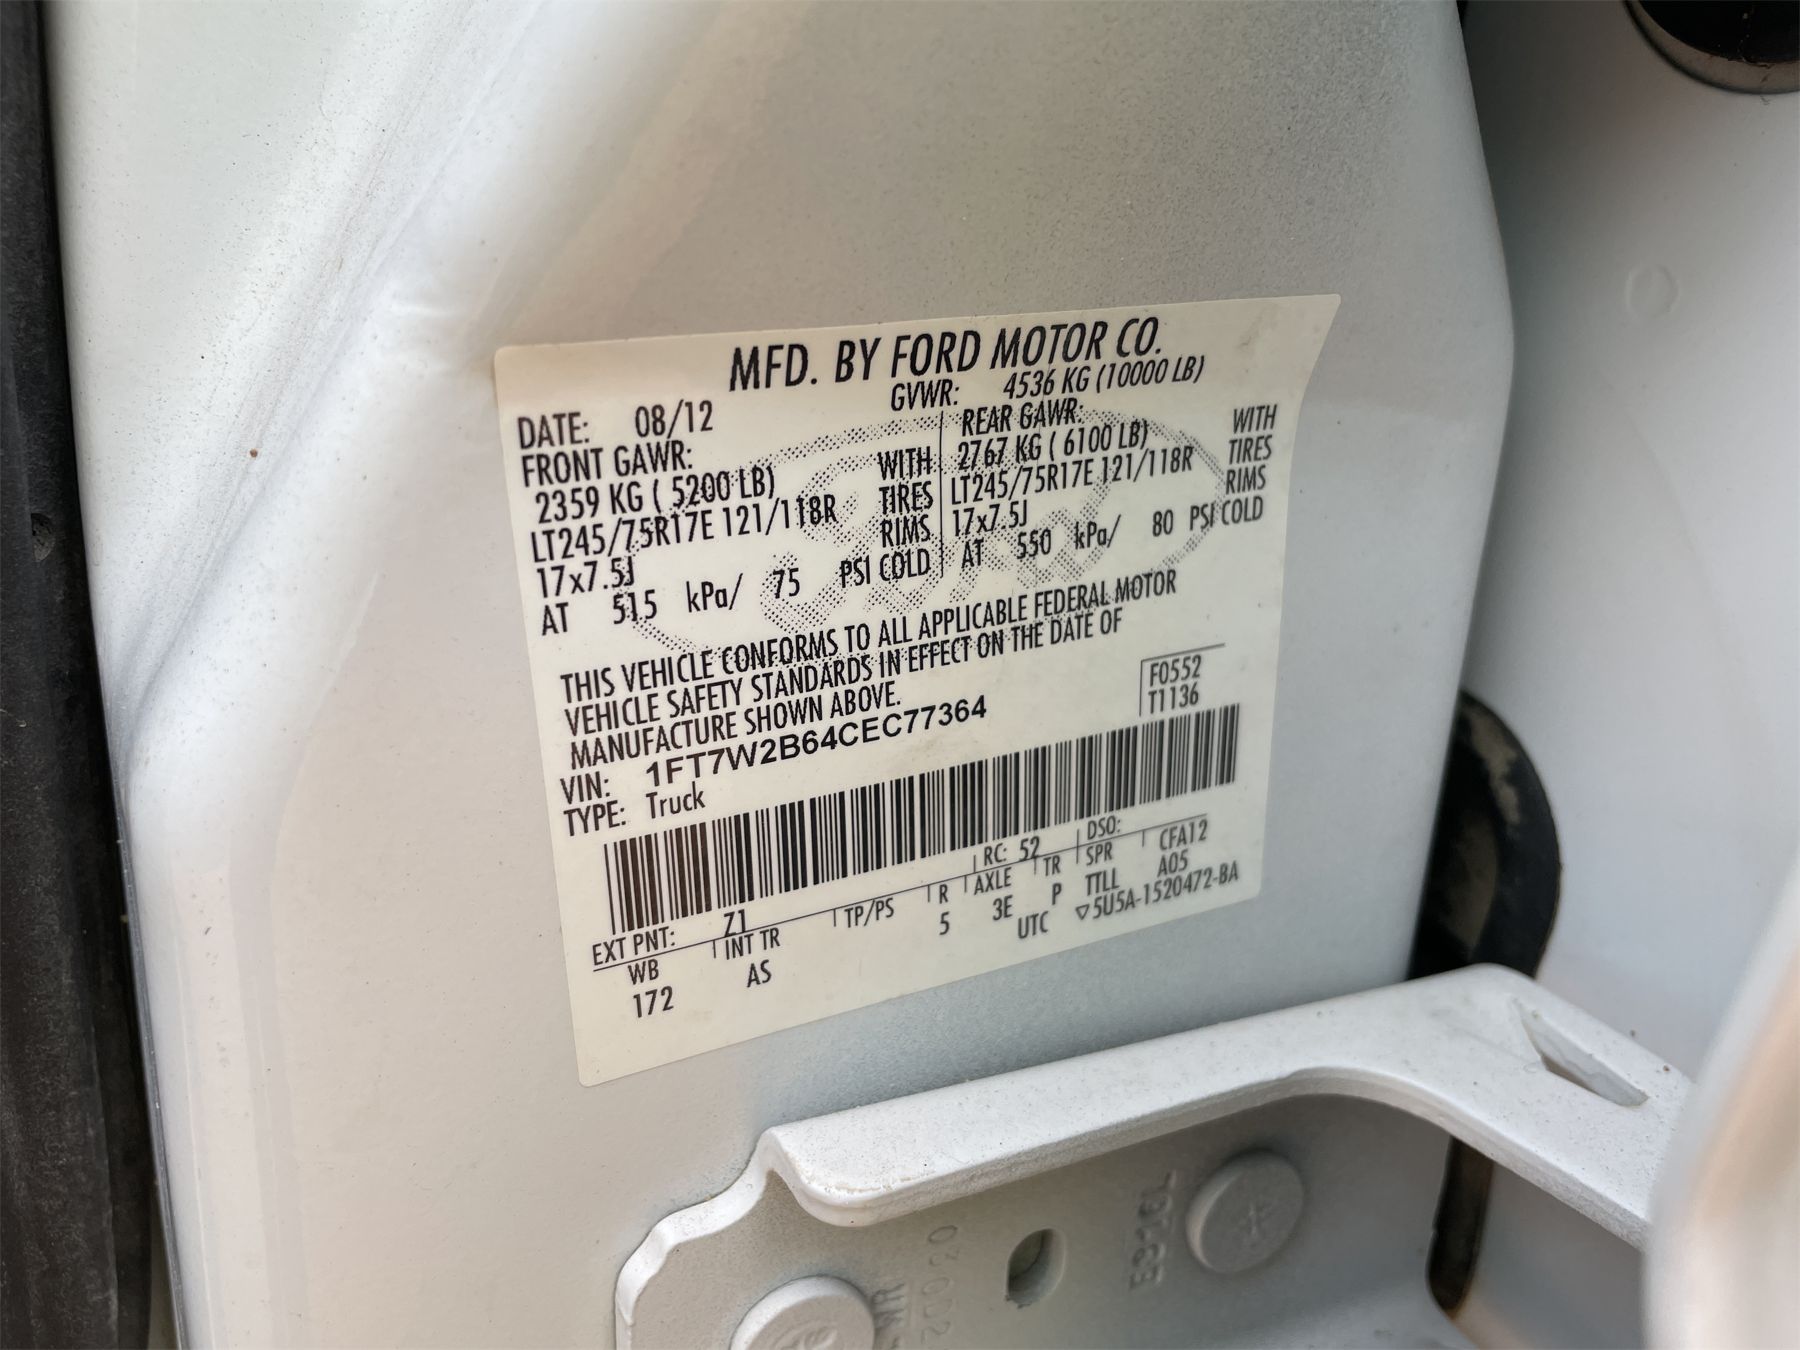 MFD. BY FORD MOTOR CO.
DATE: 08/12 GVWR: 4536 KG (10000 LB)
FRONT GAWR: REAR GAWR:
2359 KG ( 5200 LB) WITH 2767 KG ( 6100 LB) WITH
LT245/75R17E 121/118R TIRES LT245/75R17E 121/118R TIRES
17x7.5J RIMS 17x7.5J RIMS
AT 515 kPa/ 75 PSI COLD AT 550 kPa/ 80 PSI COLD
THIS VEHICLE CONFORMS TO ALL APPLICABLE FEDERAL MOTOR
VEHICLE SAFETY STANDARDS IN EFFECT ON THE DATE OF
MANUFACTURE SHOWN ABOVE.
F0552
T1136
VIN: 1FT7W2B64CEC77364
TYPE: Truck
EXT PNT: Z1 RC: 52 DSO:
WB INT TR TP/PS R AXLE TR SPR CFA12
172 AS 5 3E P TTLL A05
UTC ▽5U5A-1520472-BA
E316L